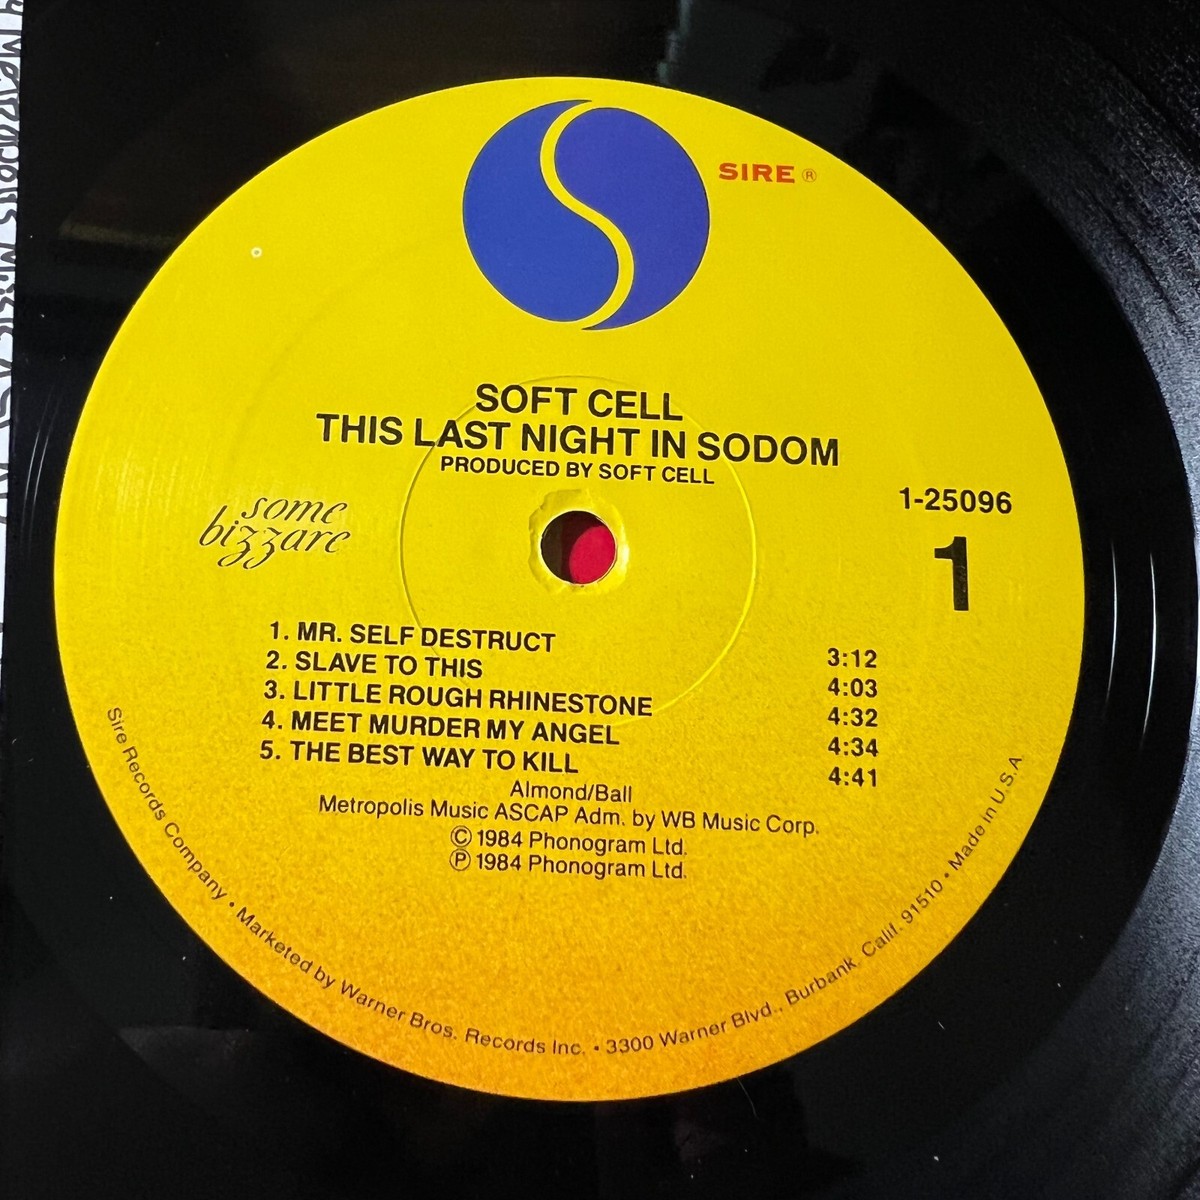 SIRE ®
SOFT CELL
THIS LAST NIGHT IN SODOM
PRODUCED BY SOFT CELL
1-25096
some
bizzare
1
1. MR. SELF DESTRUCT 3:12
2. SLAVE TO THIS 4:03
3. LITTLE ROUGH RHINESTONE 4:32
4. MEET MURDER MY ANGEL 4:34
5. THE BEST WAY TO KILL 4:41
Almond/Ball
Metropolis Music ASCAP Adm. by WB Music Corp.
© 1984 Phonogram Ltd.
℗ 1984 Phonogram Ltd.
Sire Records Company • Marketed by Warner Bros. Records Inc. • 3300 Warner Blvd., Burbank, Calif. 91510 • Made in U.S.A.